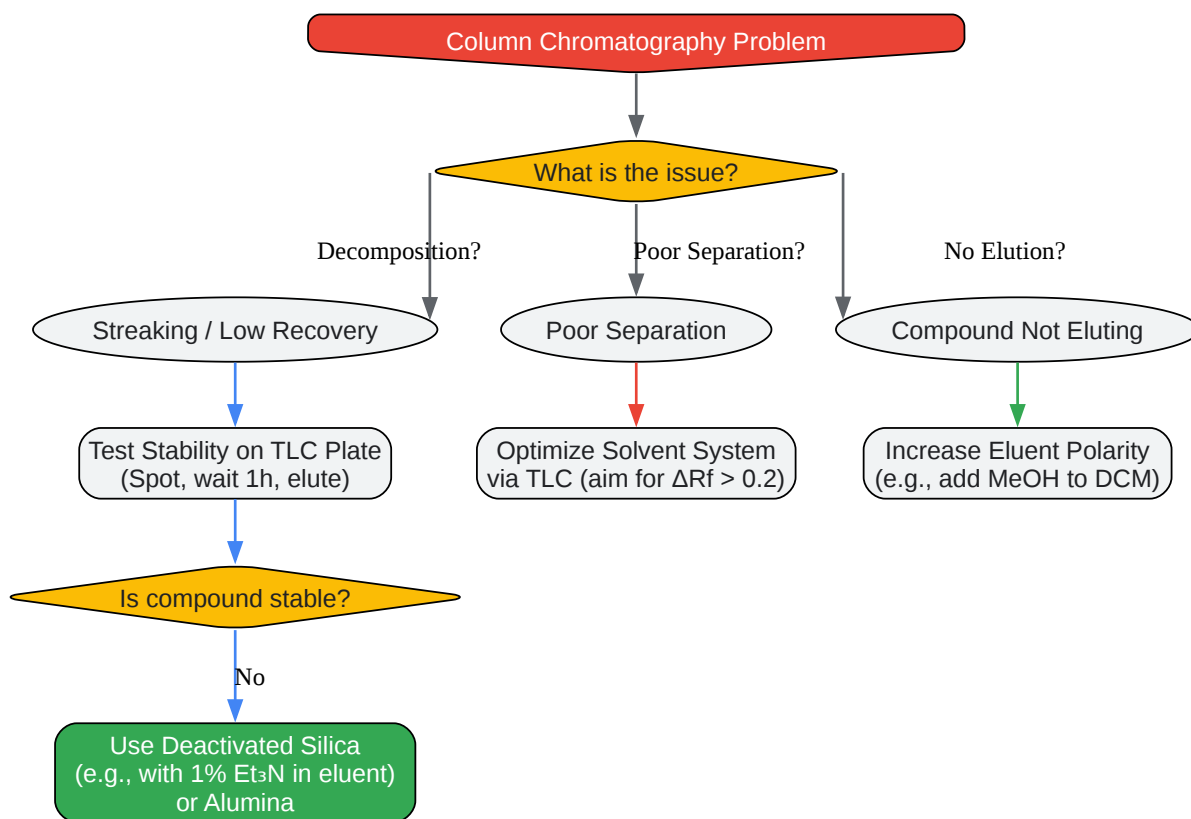 Column Chromatography Problem
What is the issue?
Decomposition?
Poor Separation?
No Elution?
Streaking / Low Recovery
Poor Separation
Compound Not Eluting
Test Stability on TLC Plate
(Spot, wait 1h, elute)
Optimize Solvent System
via TLC (aim for ΔRf > 0.2)
Increase Eluent Polarity
(e.g., add MeOH to DCM)
Is compound stable?
No
Use Deactivated Silica
(e.g., with 1% Et₃N in eluent)
or Alumina